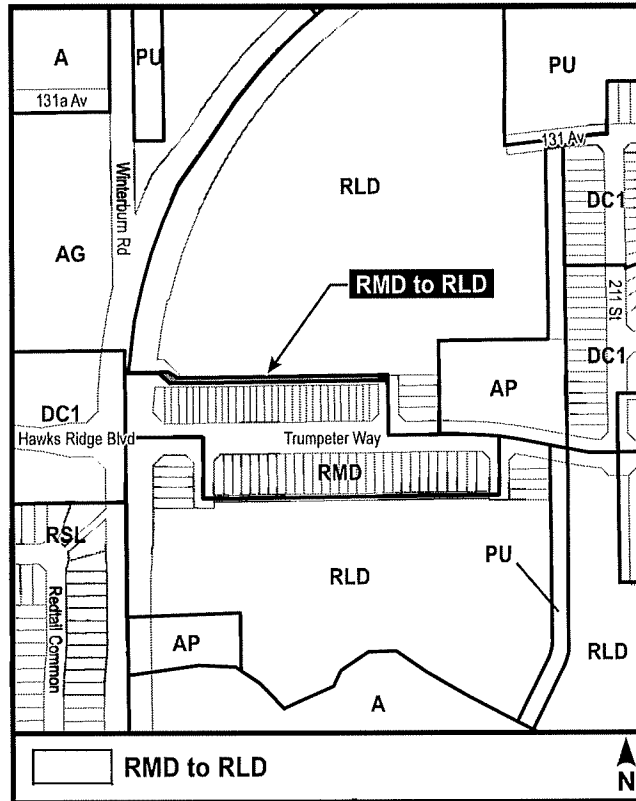 A
PU
PU
131a Av
131 Av
Winterburn Rd
RLD
DC1
AG
RMD to RLD
211 St
DC1
AP
DC1
Hawks Ridge Blvd
Trumpeter Way
RMD
RSL
PU
RLD
Redtail Common
AP
RLD
A
RMD to RLD
N